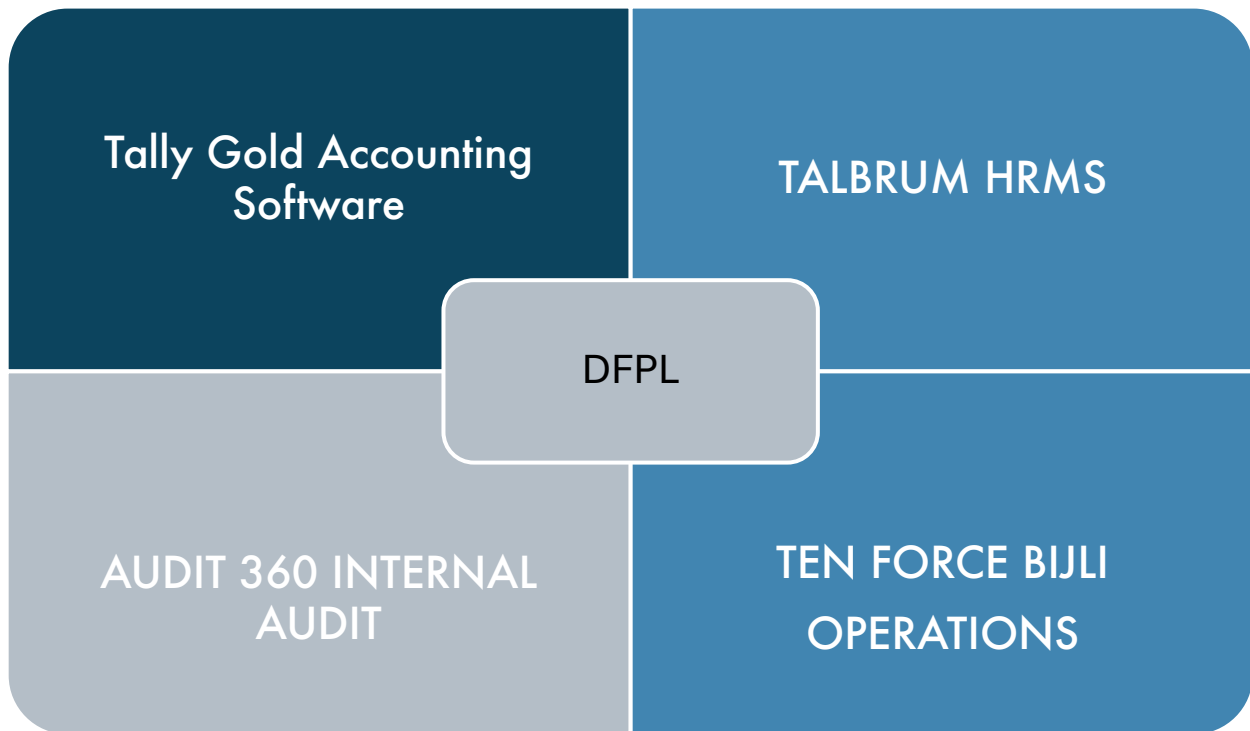 Tally Gold Accounting
Software
TALBRUM HRMS
DFPL
AUDIT 360 INTERNAL
AUDIT
TEN FORCE BIJLI
OPERATIONS